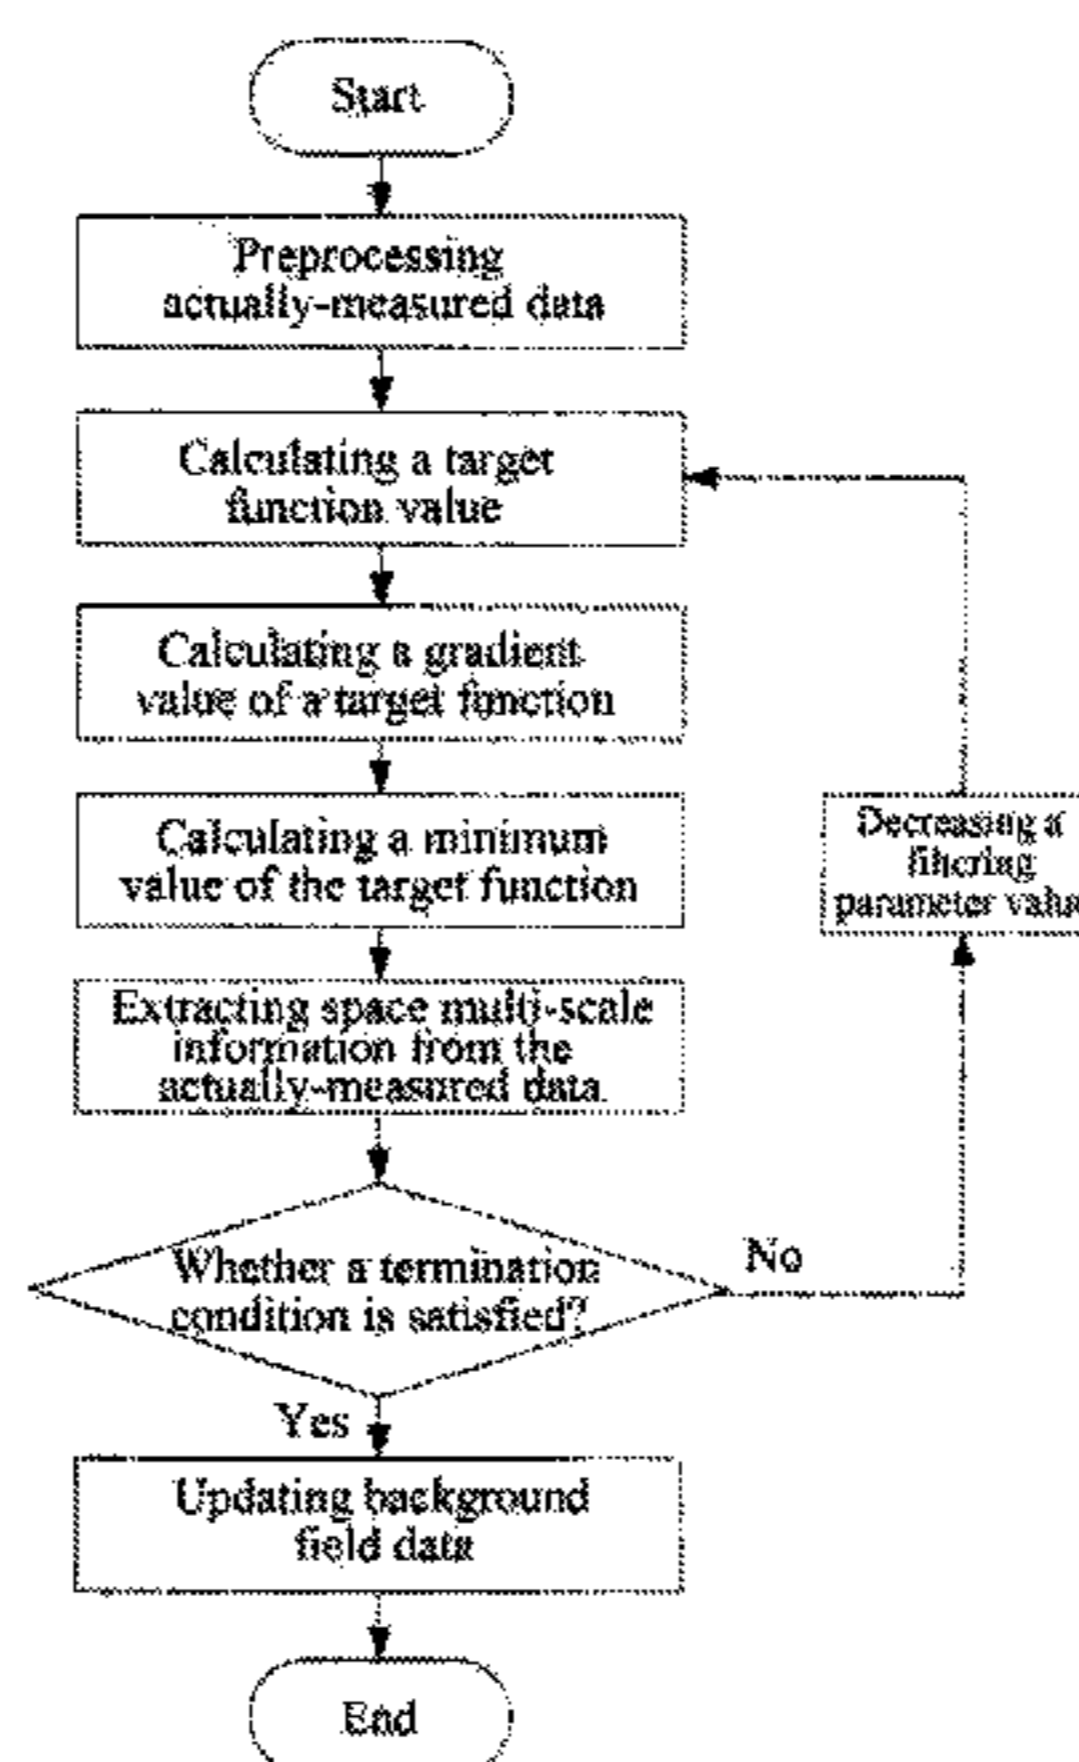 Start
Preprocessing
actually-measured data
Calculating a target
function value
Calculating a gradient
value of a target function
Calculating a minimum
value of the target function
Decreasing a
filtering
parameter value
Extracting space multi-scale
information from the
actually-measured data
Whether a termination
condition is satisfied?
No
Yes
Updating background
field data
End